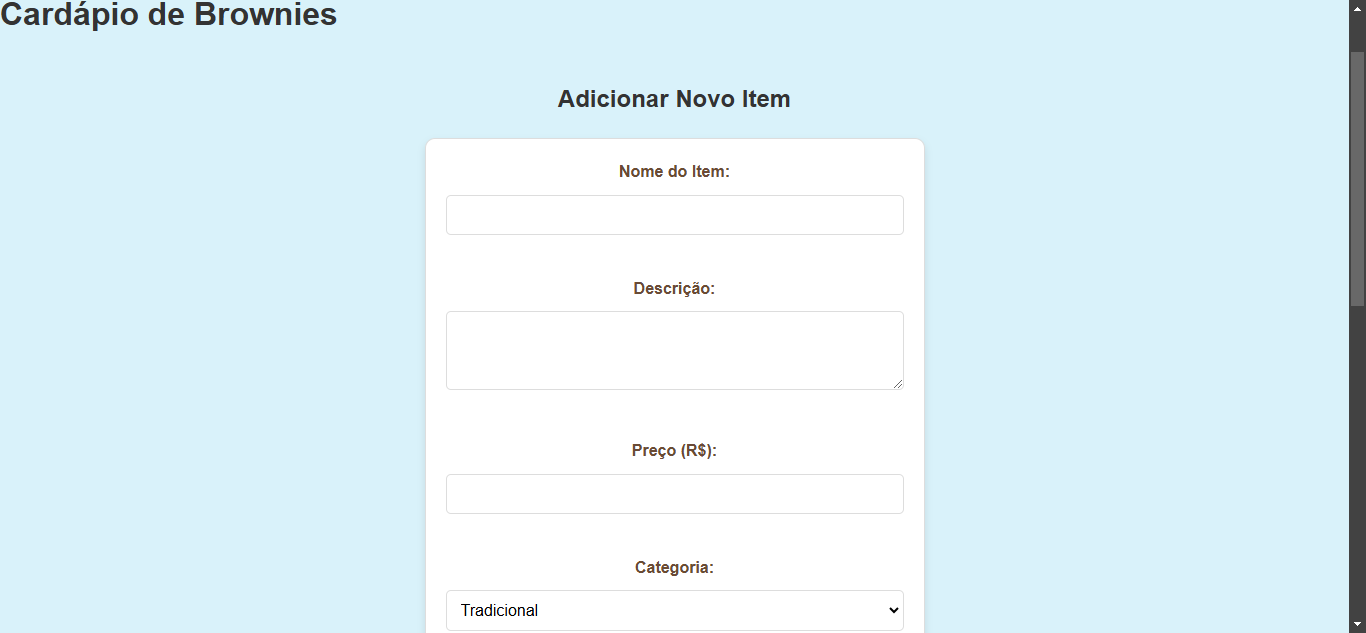 Cardápio de Brownies
Adicionar Novo Item
Nome do Item:
Descrição:
Preço (R$):
Categoria:
Tradicional